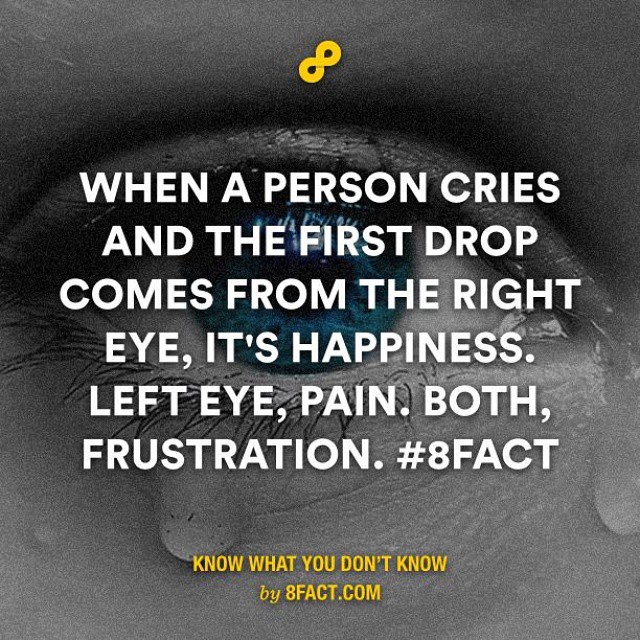 WHEN A PERSON CRIES
AND THE FIRST DROP
COMES FROM THE RIGHT
EYE, IT'S HAPPINESS.
LEFT EYE, PAIN. BOTH,
FRUSTRATION. #8FACT
KNOW WHAT YOU DON'T KNOW
by 8FACT.COM